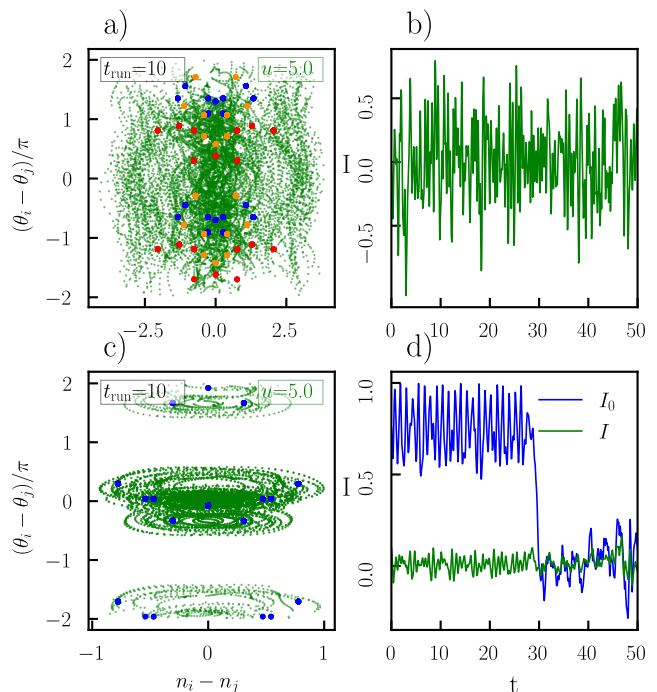 a)
b)
t_run=10
u=5.0
2
1
0
−1
−2
(θ_i − θ_j)/π
−2.5
0.0
2.5
I
0.5
0.0
−0.5
0
10
20
30
40
50
c)
d)
t_run=10
u=5.0
2
1
0
−1
−2
(θ_i − θ_j)/π
−1
0
1
n_i − n_j
I
1.0
0.5
0.0
I_0
I
0
10
20
30
40
50
t